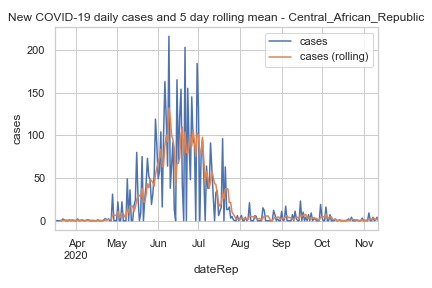 New COVID-19 daily cases and 5 day rolling mean - Central_African_Republic
cases
cases (rolling)
200
150
100
50
0
cases
Apr
2020
May
Jun
Jul
Aug
Sep
Oct
Nov
dateRep